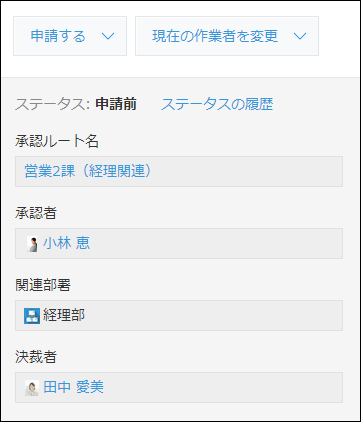 申請する 現在の作業者を変更
ステータス: 申請前 ステータスの履歴
承認ルート名
営業2課（経理関連）
承認者
小林 恵
関連部署
経理部
決裁者
田中 愛美